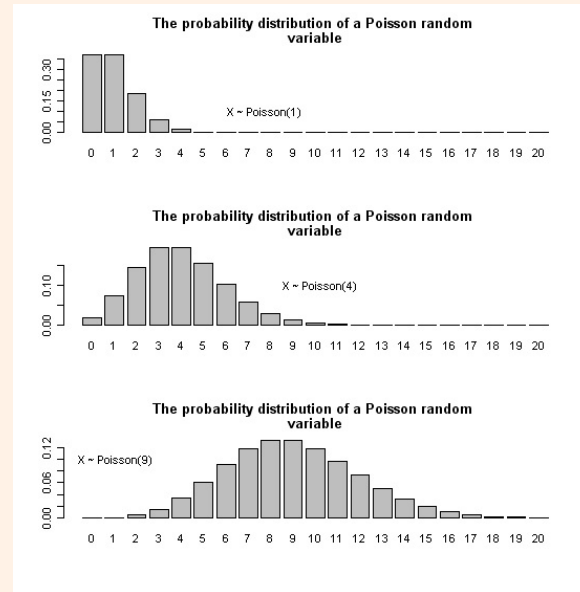 The probability distribution of a Poisson random
variable
0.30
0.15
0.00
X ~ Poisson(1)
0 1 2 3 4 5 6 7 8 9 10 11 12 13 14 15 16 17 18 19 20
The probability distribution of a Poisson random
variable
0.10
0.00
X ~ Poisson(4)
0 1 2 3 4 5 6 7 8 9 10 11 12 13 14 15 16 17 18 19 20
The probability distribution of a Poisson random
variable
0.12
0.06
0.00
X ~ Poisson(9)
0 1 2 3 4 5 6 7 8 9 10 11 12 13 14 15 16 17 18 19 20